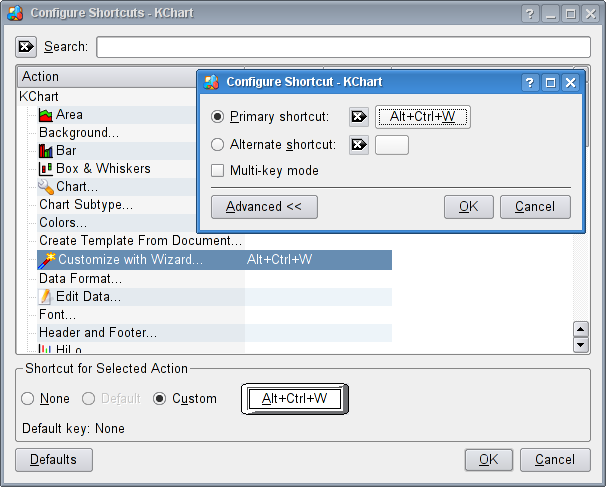 Configure Shortcuts - KChart
Search:
Action
KChart
Area
Background...
Bar
Box & Whiskers
Chart...
Chart Subtype...
Colors...
Create Template From Document...
Customize with Wizard... Alt+Ctrl+W
Data Format...
Edit Data...
Font...
Header and Footer...
HiLo
Configure Shortcut - KChart
Primary shortcut: Alt+Ctrl+W
Alternate shortcut:
Multi-key mode
Advanced <<
OK
Cancel
Shortcut for Selected Action
None Default Custom Alt+Ctrl+W
Default key: None
Defaults
OK
Cancel